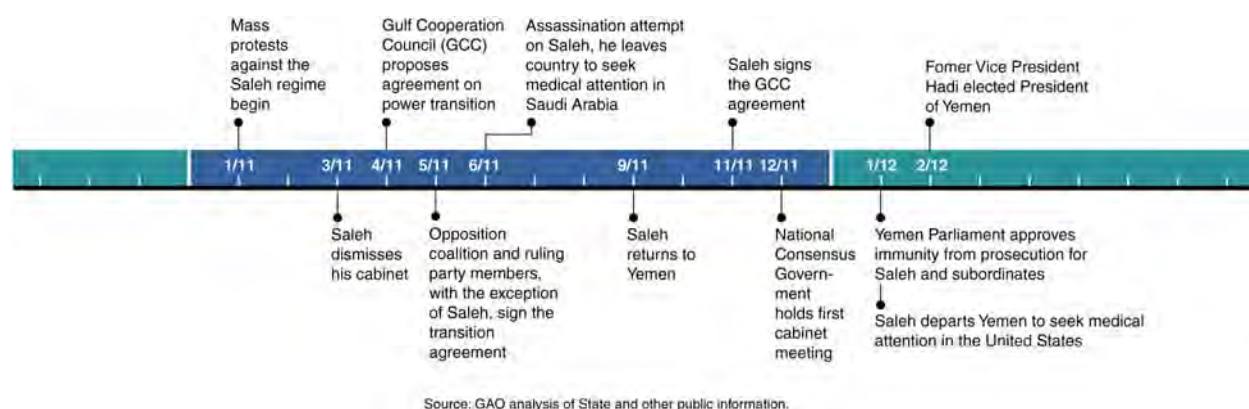 Mass
protests
against the
Saleh regime
begin
Gulf Cooperation
Council (GCC)
proposes
agreement on
power transition
Assassination attempt
on Saleh, he leaves
country to seek
medical attention in
Saudi Arabia
Saleh signs
the GCC
agreement
Fomer Vice President
Hadi elected President
of Yemen
1/11 3/11 4/11 5/11 6/11 9/11 11/11 12/11 1/12 2/12
Saleh
dismisses
his cabinet
Opposition
coalition and ruling
party members,
with the exception
of Saleh, sign the
transition
agreement
Saleh
returns to
Yemen
National
Consensus
Govern-
ment
holds first
cabinet
meeting
Yemen Parliament approves
immunity from prosecution for
Saleh and subordinates
Saleh departs Yemen to seek medical
attention in the United States
Source: GAO analysis of State and other public information.